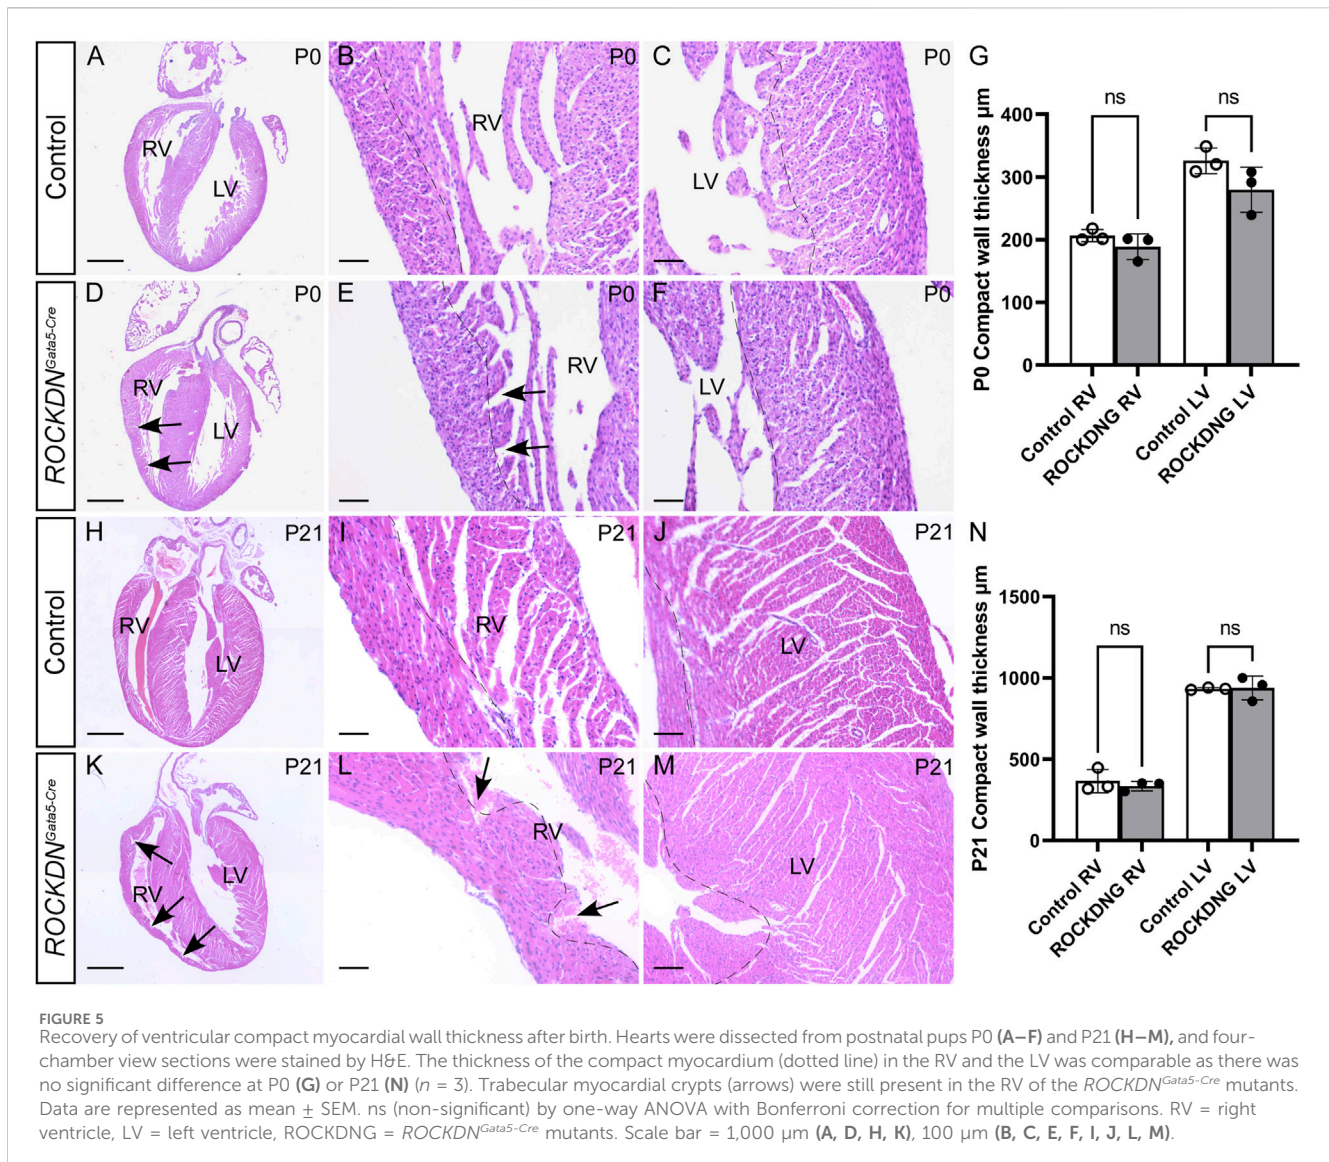 Control
A
P0
RV
LV
B
P0
RV
C
P0
LV
ROCKDN^Gata5-Cre
D
P0
RV
LV
E
P0
RV
F
P0
LV
G
P0 Compact wall thickness µm
400
300
200
100
0
ns
ns
Control RV
ROCKDNG RV
Control LV
ROCKDNG LV
Control
H
P21
RV
LV
I
P21
RV
J
P21
LV
ROCKDN^Gata5-Cre
K
P21
RV
LV
L
P21
RV
M
P21
LV
N
P21 Compact wall thickness µm
1500
1000
500
0
ns
ns
Control RV
ROCKDNG RV
Control LV
ROCKDNG LV
FIGURE 5
Recovery of ventricular compact myocardial wall thickness after birth. Hearts were dissected from postnatal pups P0 (A–F) and P21 (H–M), and four-
chamber view sections were stained by H&E. The thickness of the compact myocardium (dotted line) in the RV and the LV was comparable as there was
no significant difference at P0 (G) or P21 (N) (n = 3). Trabecular myocardial crypts (arrows) were still present in the RV of the ROCKDN^Gata5-Cre mutants.
Data are represented as mean ± SEM. ns (non-significant) by one-way ANOVA with Bonferroni correction for multiple comparisons. RV = right
ventricle, LV = left ventricle, ROCKDNG = ROCKDN^Gata5-Cre mutants. Scale bar = 1,000 µm (A, D, H, K), 100 µm (B, C, E, F, I, J, L, M).